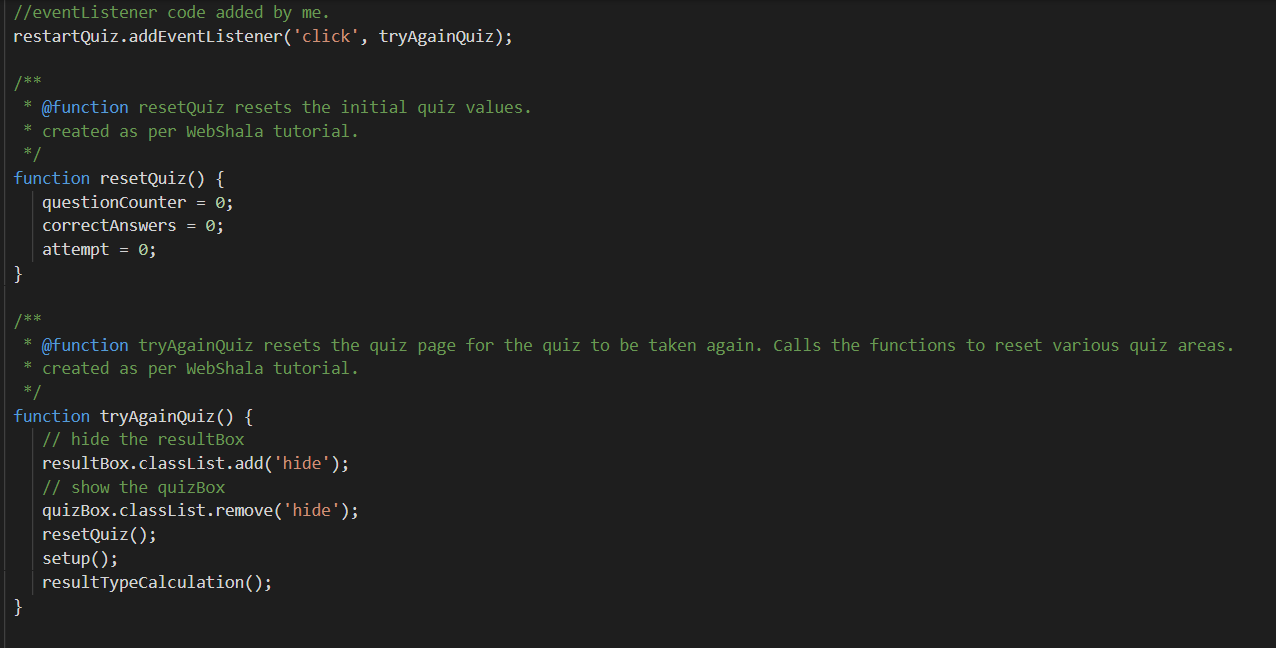 //eventListener code added by me.
restartQuiz.addEventListener('click', tryAgainQuiz);
/**
 * @function resetQuiz resets the initial quiz values.
 * created as per WebShala tutorial.
 */
function resetQuiz() {
   questionCounter = 0;
   correctAnswers = 0;
   attempt = 0;
}
/**
 * @function tryAgainQuiz resets the quiz page for the quiz to be taken again. Calls the functions to reset various quiz areas.
 * created as per WebShala tutorial.
 */
function tryAgainQuiz() {
   // hide the resultBox
   resultBox.classList.add('hide');
   // show the quizBox
   quizBox.classList.remove('hide');
   resetQuiz();
   setup();
   resultTypeCalculation();
}